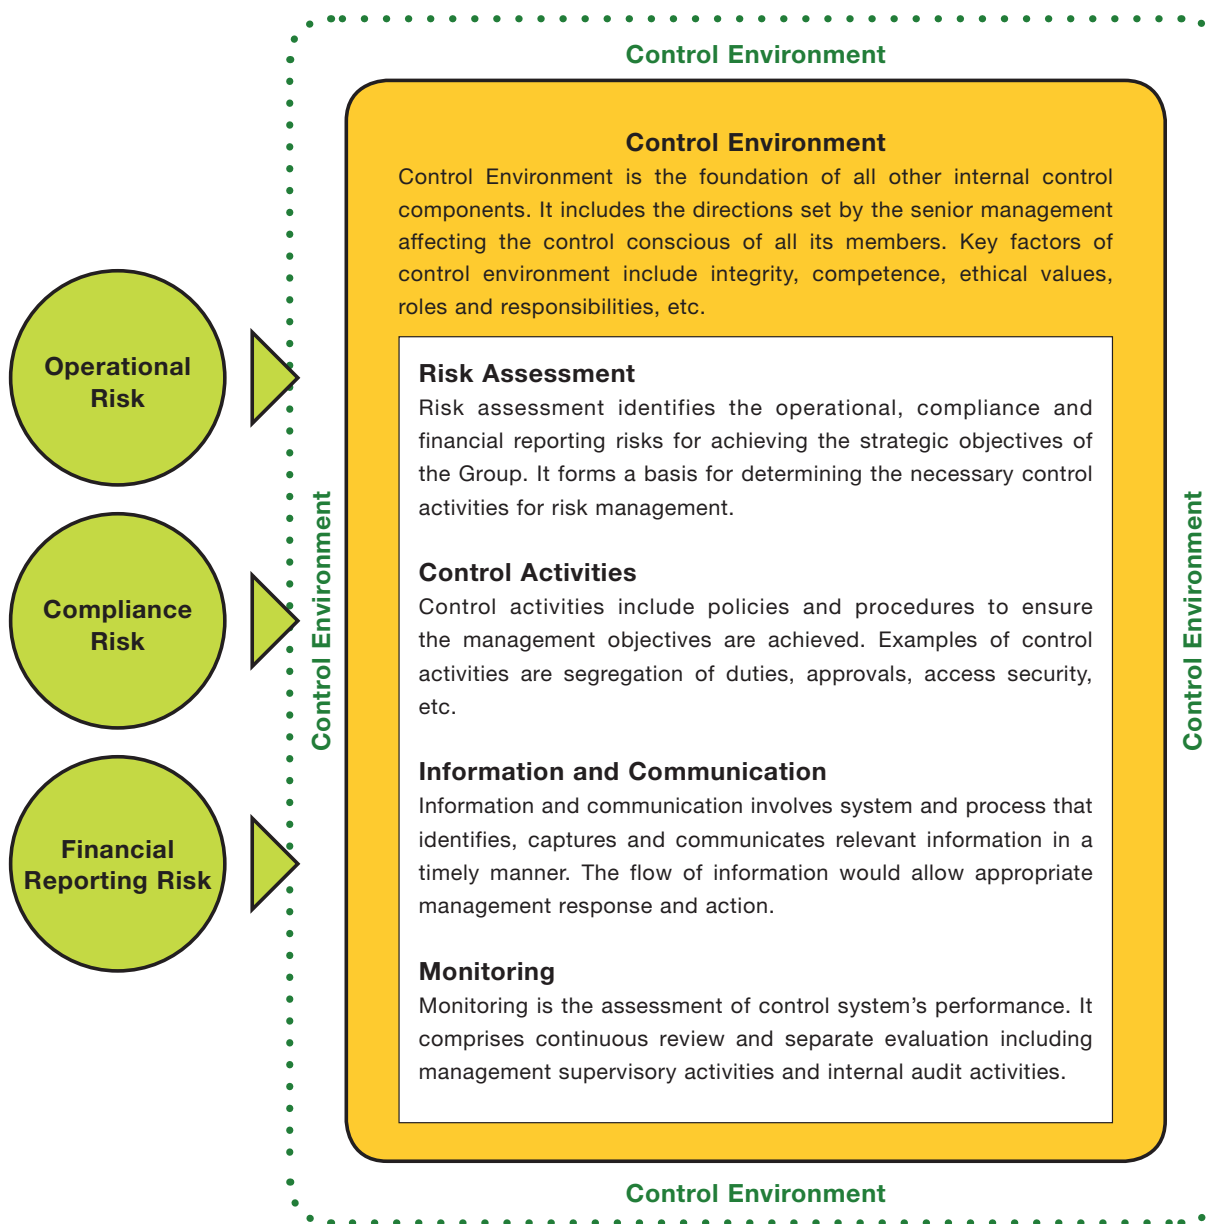 Control Environment
Control Environment
Control Environment is the foundation of all other internal control
components. It includes the directions set by the senior management
affecting the control conscious of all its members. Key factors of
control environment include integrity, competence, ethical values,
roles and responsibilities, etc.
Operational
Risk
Compliance
Risk
Financial
Reporting Risk
Control Environment
Risk Assessment
Risk assessment identifies the operational, compliance and
financial reporting risks for achieving the strategic objectives of
the Group. It forms a basis for determining the necessary control
activities for risk management.
Control Activities
Control activities include policies and procedures to ensure
the management objectives are achieved. Examples of control
activities are segregation of duties, approvals, access security,
etc.
Information and Communication
Information and communication involves system and process that
identifies, captures and communicates relevant information in a
timely manner. The flow of information would allow appropriate
management response and action.
Monitoring
Monitoring is the assessment of control system’s performance. It
comprises continuous review and separate evaluation including
management supervisory activities and internal audit activities.
Control Environment
Control Environment